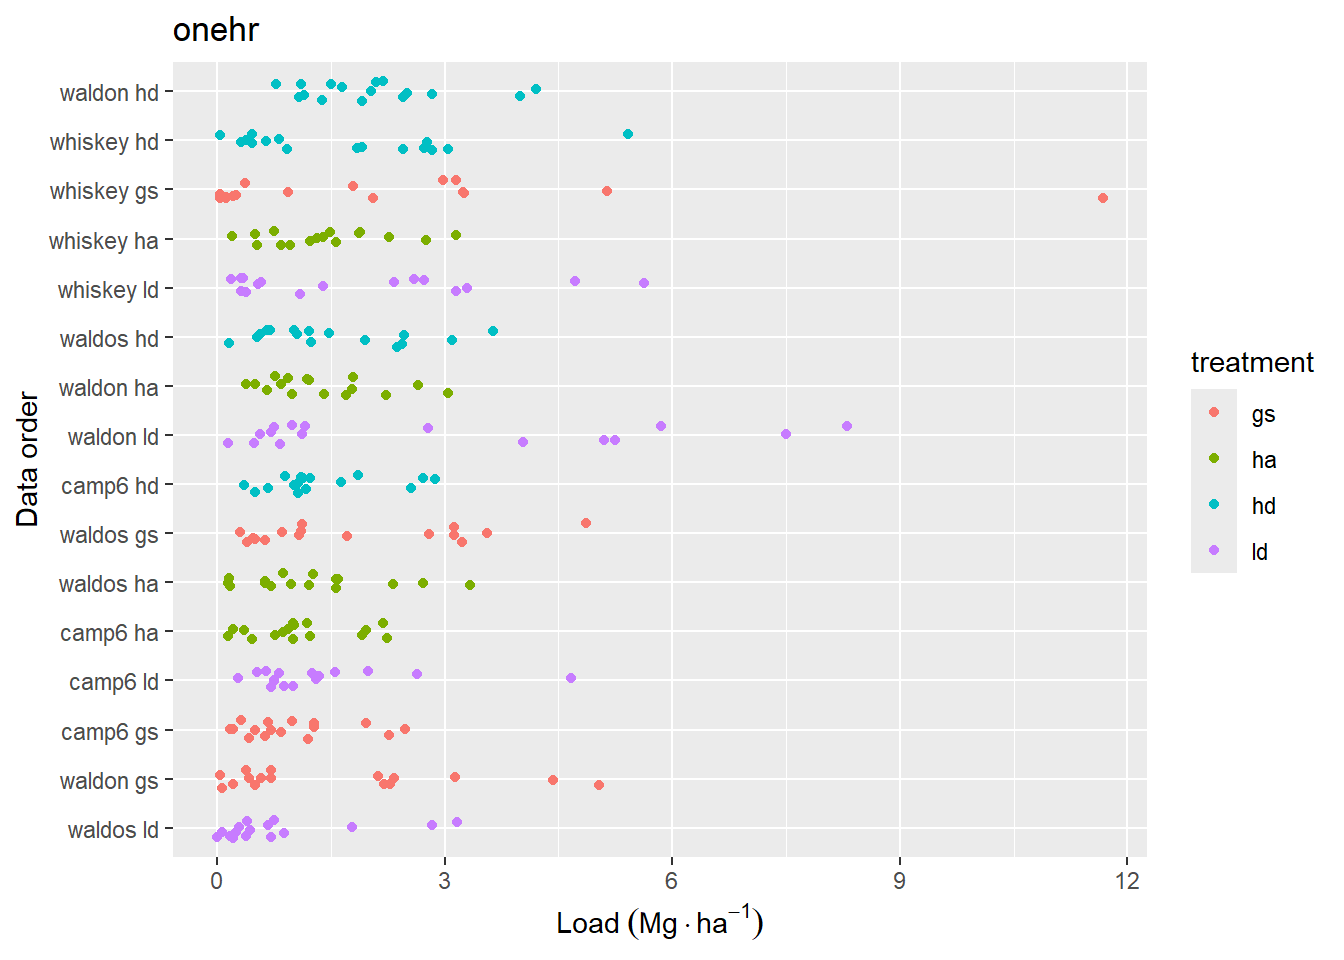 onehr
waldon hd
whiskey hd
whiskey gs
whiskey ha
whiskey ld
waldos hd
waldon ha
waldon ld
camp6 hd
waldos gs
waldos ha
camp6 ha
camp6 ld
camp6 gs
waldon gs
waldos ld
Data order
0 3 6 9 12
Load (Mg · ha⁻¹)
treatment
gs
ha
hd
ld